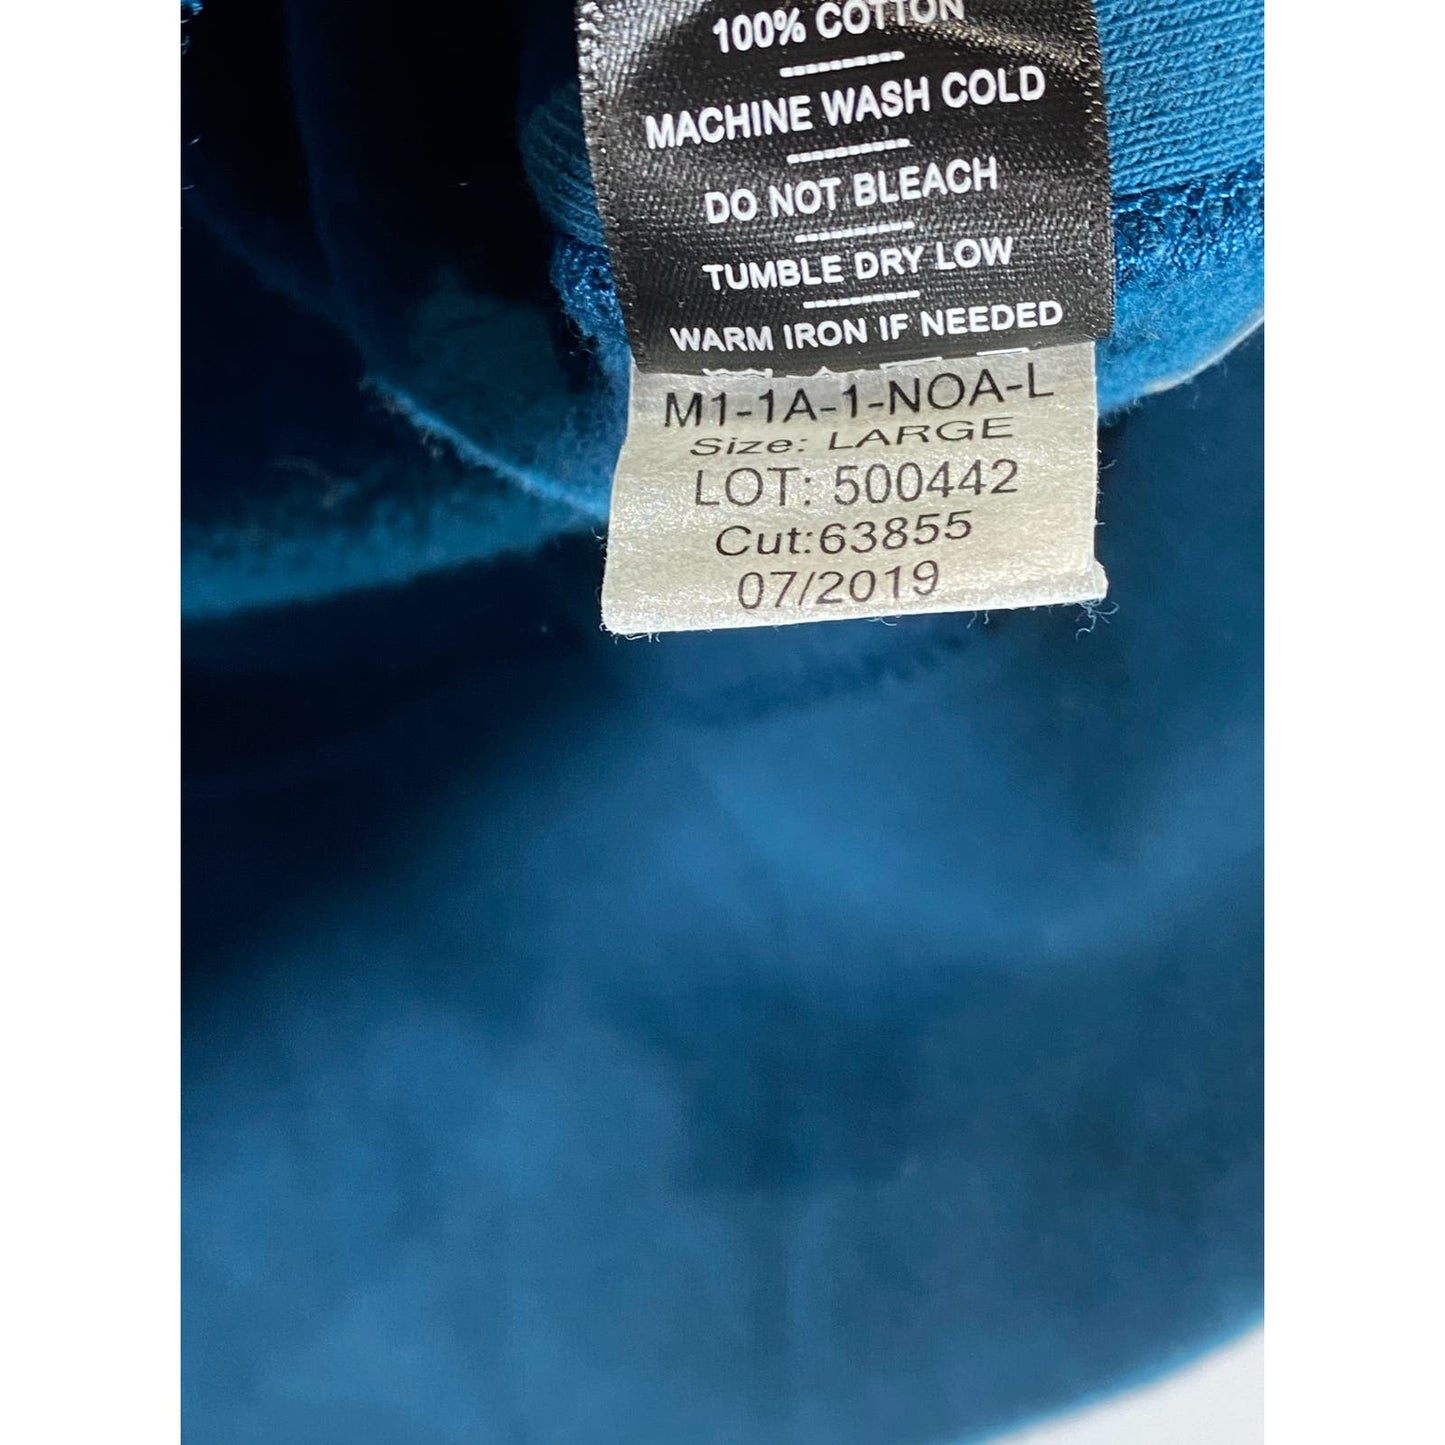 100% COTTON
MACHINE WASH COLD
DO NOT BLEACH
TUMBLE DRY LOW
WARM IRON IF NEEDED
M1-1A-1-NOA-L
Size: LARGE
LOT: 500442
Cut:63855
07/2019